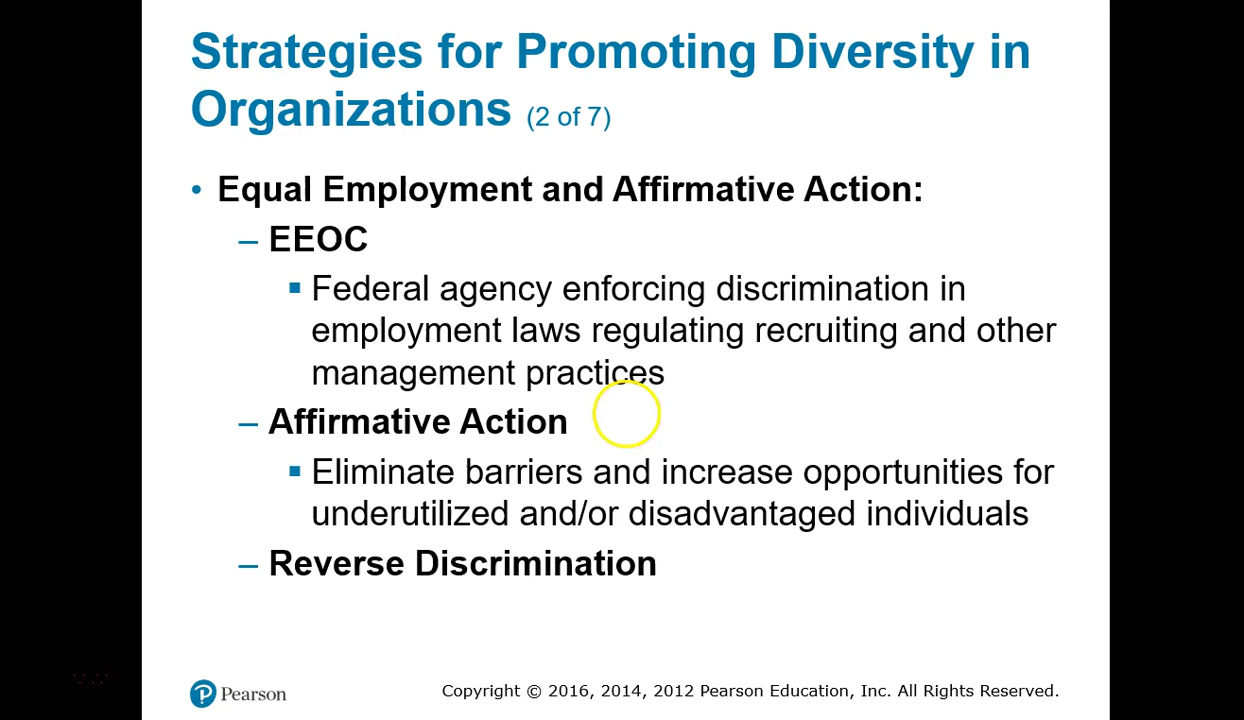 Strategies for Promoting Diversity in
Organizations (2 of 7)
• Equal Employment and Affirmative Action:
– EEOC
▪ Federal agency enforcing discrimination in
employment laws regulating recruiting and other
management practices
– Affirmative Action
▪ Eliminate barriers and increase opportunities for
underutilized and/or disadvantaged individuals
– Reverse Discrimination
Pearson
Copyright © 2016, 2014, 2012 Pearson Education, Inc. All Rights Reserved.